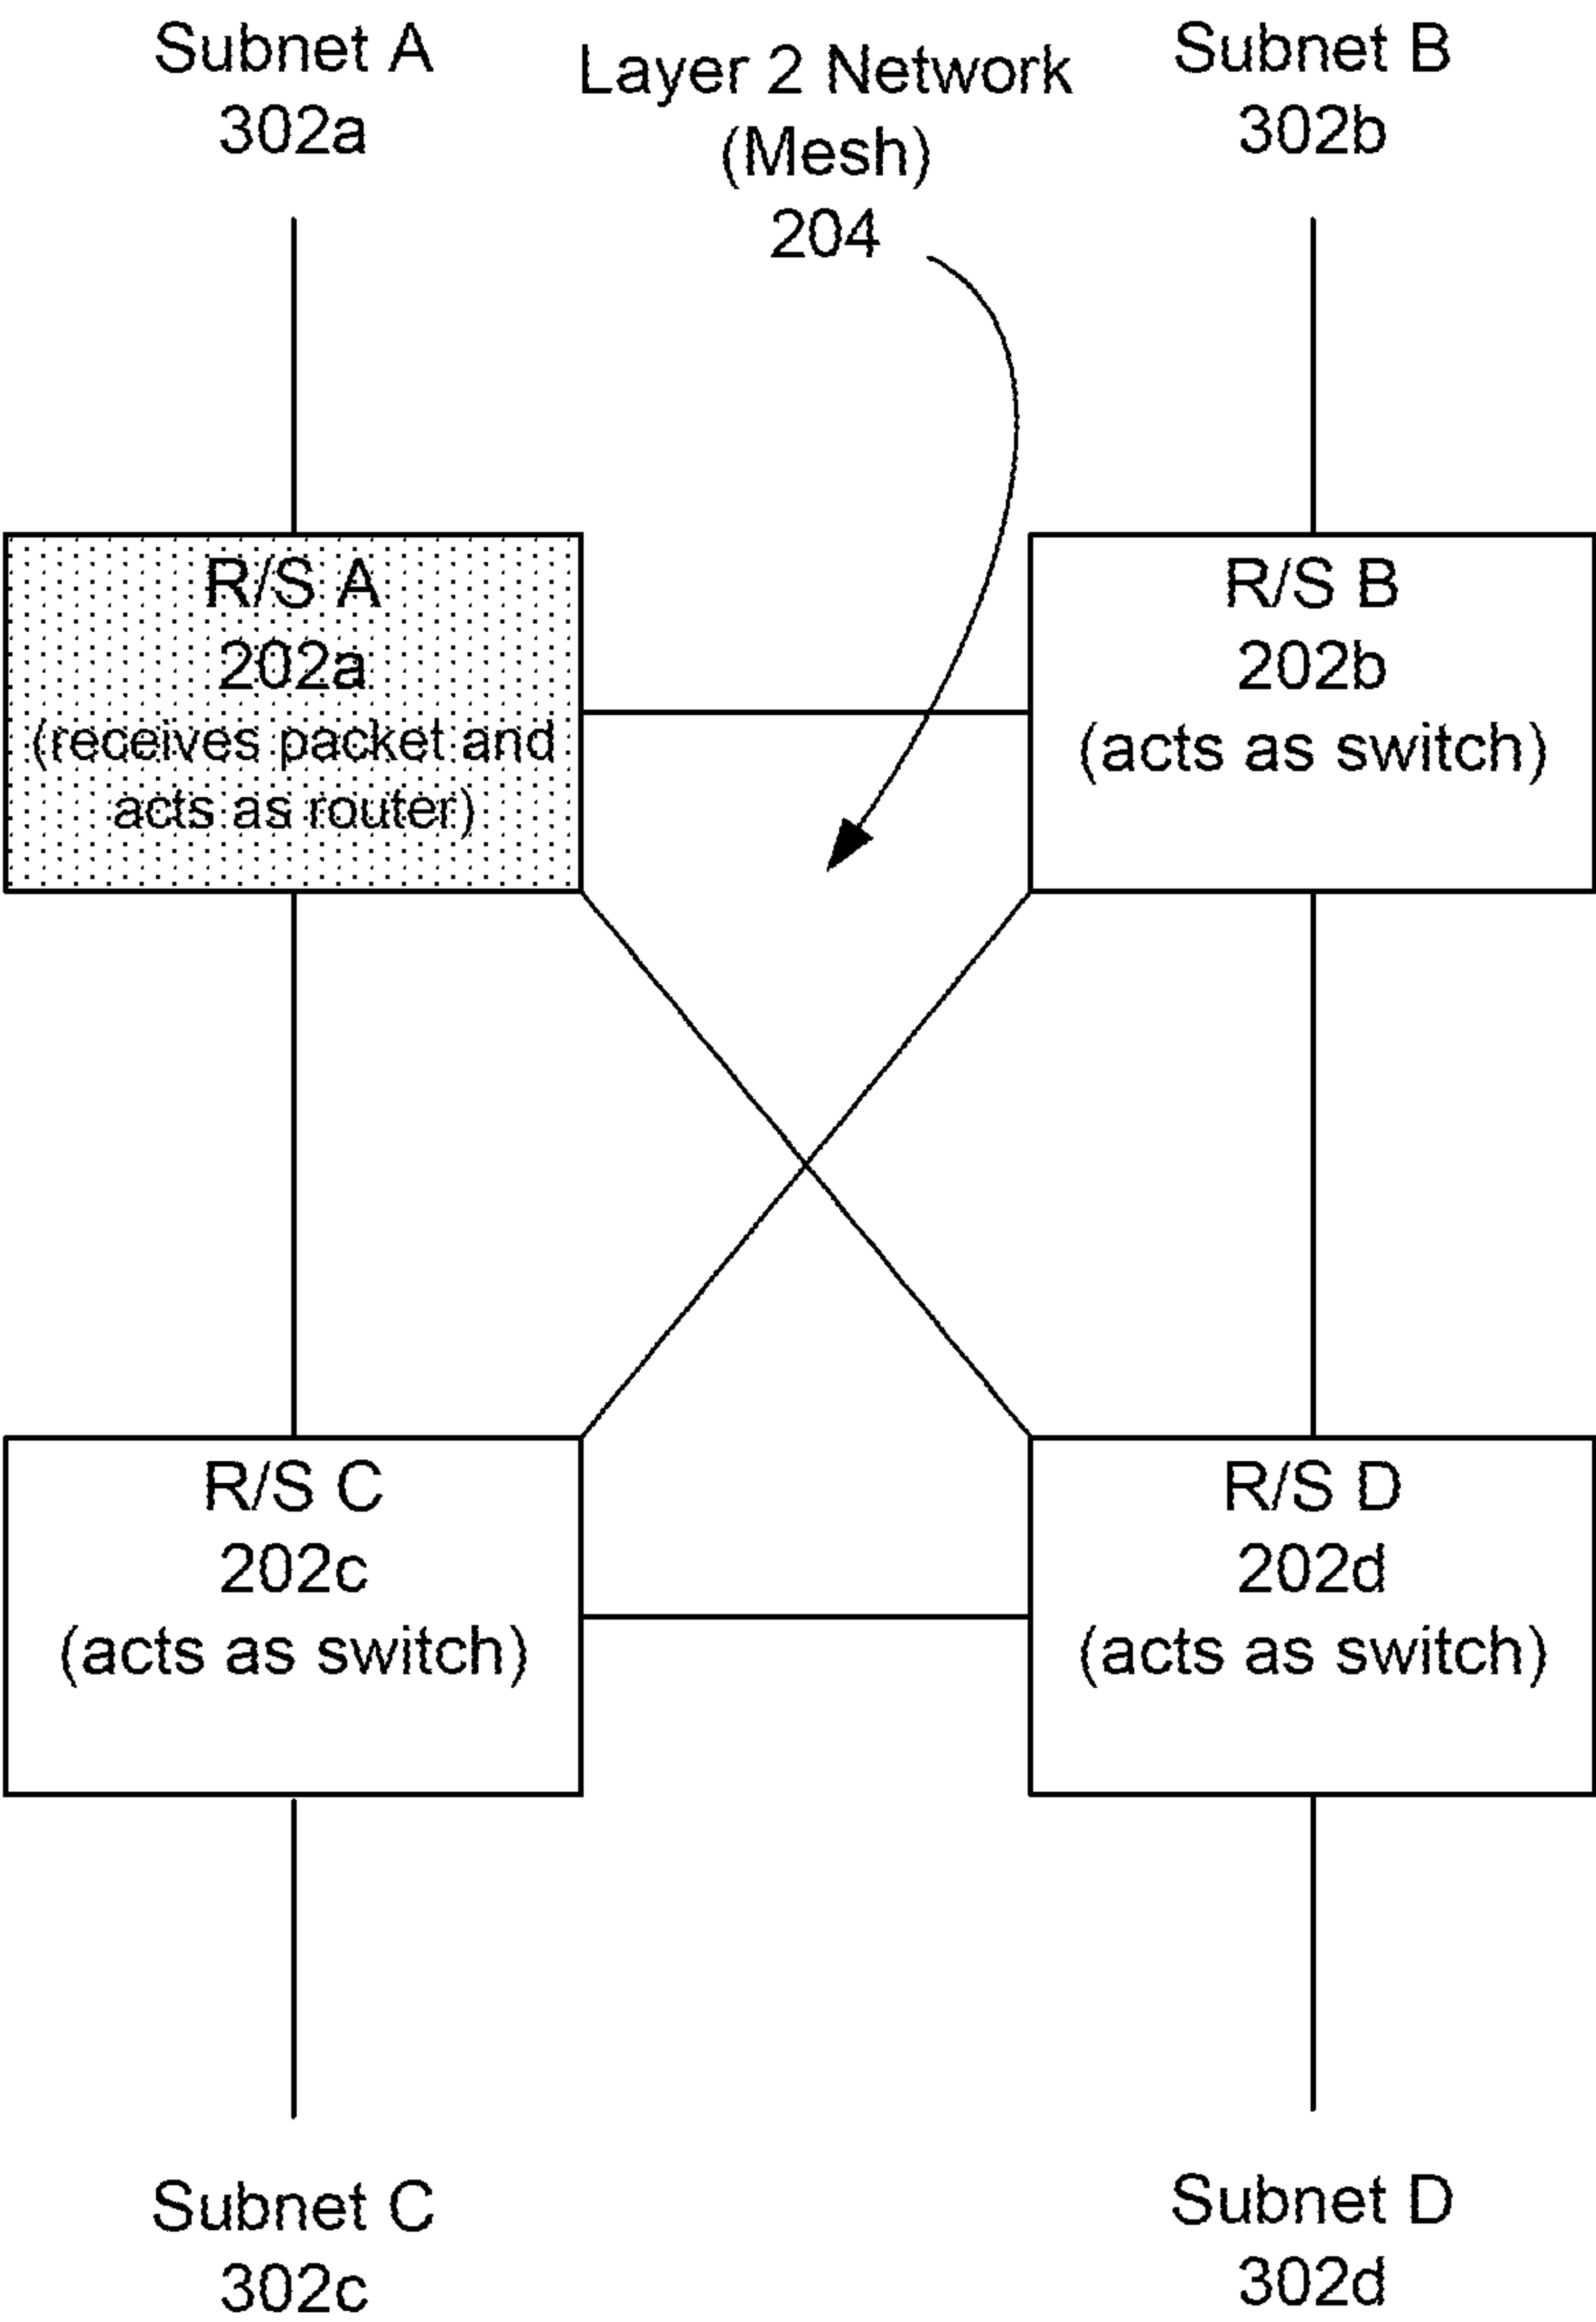 Subnet A
302a
Layer 2 Network
(Mesh)
204
Subnet B
302b
R/S A
202a
(receives packet and
acts as router)
R/S B
202b
(acts as switch)
R/S C
202c
(acts as switch)
R/S D
202d
(acts as switch)
Subnet C
302c
Subnet D
302d